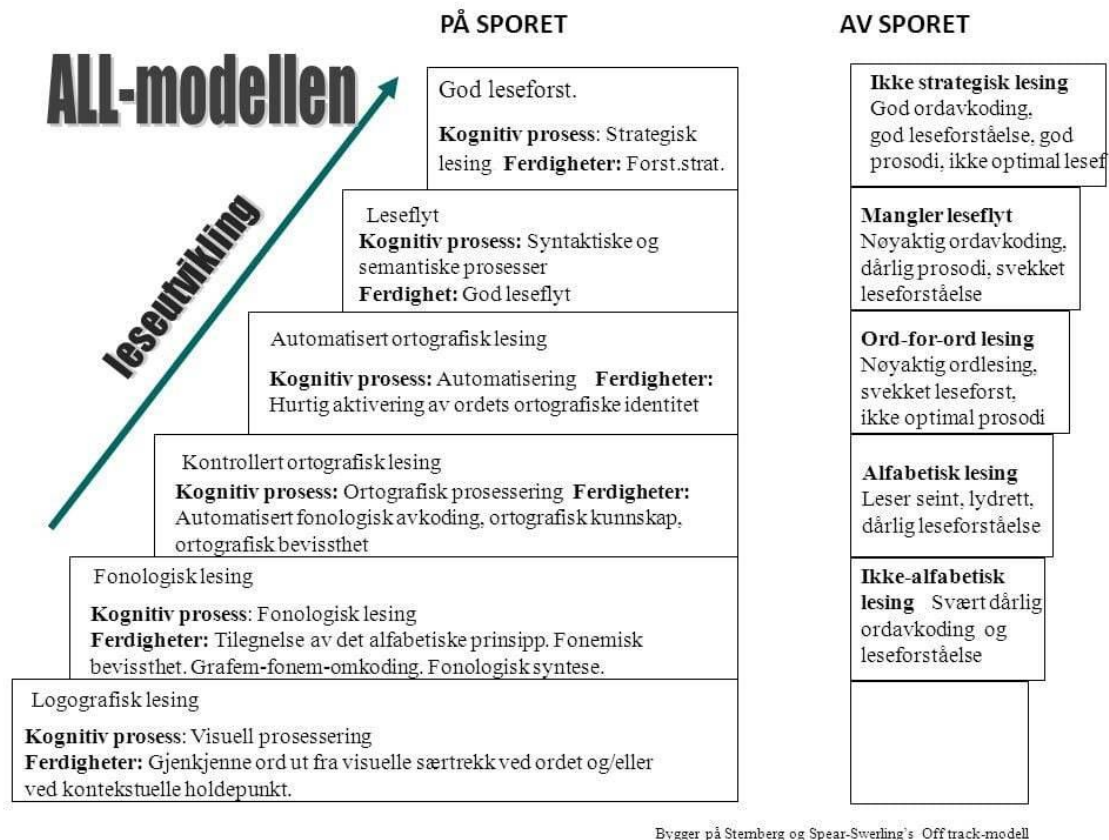 PÅ SPORET
AV SPORET
ALL-modellen
leseutvikling
God leseforst.
Kognitiv prosess: Strategisk
lesing Ferdigheter: Forst.strat.
Ikke strategisk lesing
God ordavkoding,
god leseforståelse, god
prosodi, ikke optimal lesef
Leseflyt
Kognitiv prosess: Syntaktiske og
semantiske prosesser
Ferdighet: God leseflyt
Mangler leseflyt
Nøyaktig ordavkoding,
dårlig prosodi, svekket
leseforståelse
Automatisert ortografisk lesing
Kognitiv prosess: Automatisering Ferdigheter:
Hurtig aktivering av ordets ortografiske identitet
Ord-for-ord lesing
Nøyaktig ordlesing,
svekket leseforst,
ikke optimal prosodi
Kontrollert ortografisk lesing
Kognitiv prosess: Ortografisk prosessering Ferdigheter:
Automatisert fonologisk avkoding, ortografisk kunnskap,
ortografisk bevissthet
Alfabetisk lesing
Leser seint, lydrett,
dårlig leseforståelse
Fonologisk lesing
Kognitiv prosess: Fonologisk lesing
Ferdigheter: Tilegnelse av det alfabetiske prinsipp. Fonemisk
bevissthet. Grafem-fonem-omkoding. Fonologisk syntese.
Ikke-alfabetisk
lesing Svært dårlig
ordavkoding og
leseforståelse
Logografisk lesing
Kognitiv prosess: Visuell prosessering
Ferdigheter: Gjenkjenne ord ut fra visuelle særtrekk ved ordet og/eller
ved kontekstuelle holdepunkt.
Bygger på Sternberg og Spear-Swerling's Off track-modell